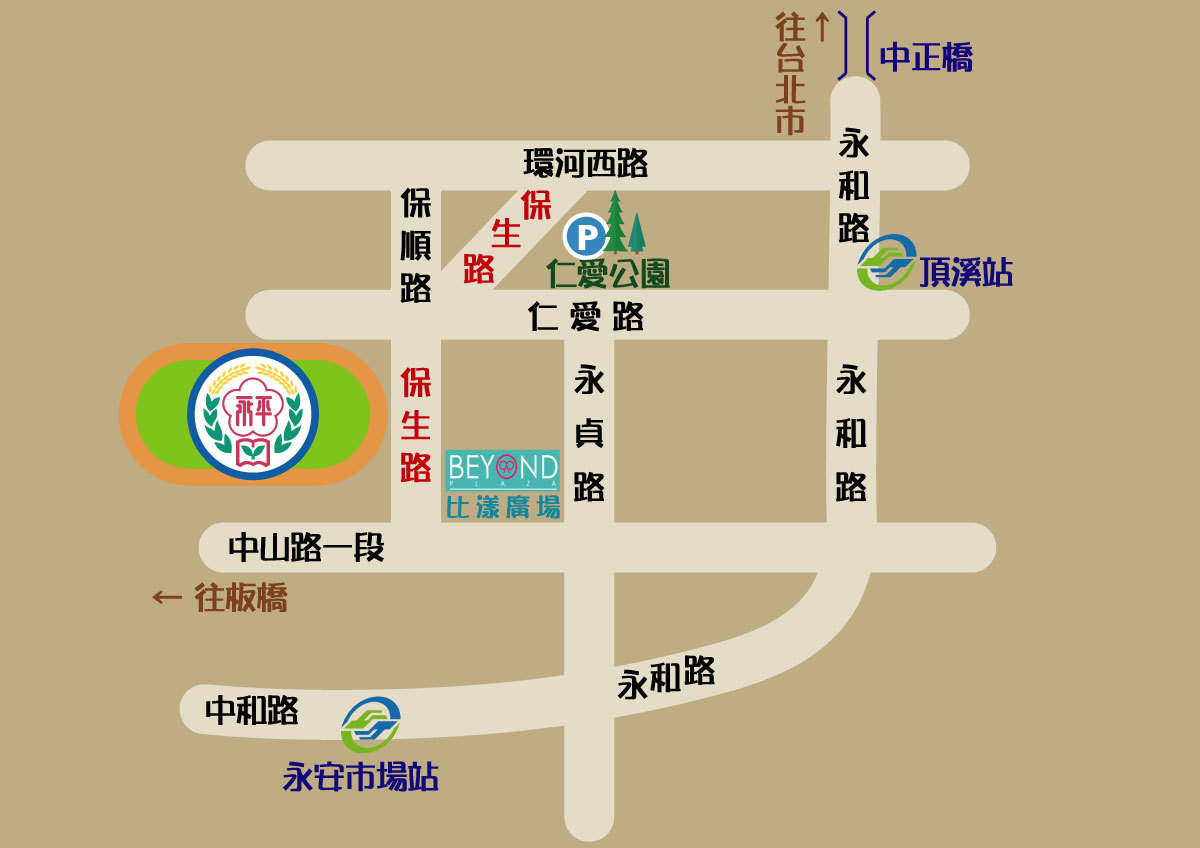 往台北市
↑
中正橋
永和路
環河西路
保順路
保生路
P
仁愛公園
頂溪站
仁愛路
永平
保生路
BEYOND
PLAZA
比漾廣場
永貞路
永和路
中山路一段
← 往板橋
永和路
中和路
永安市場站